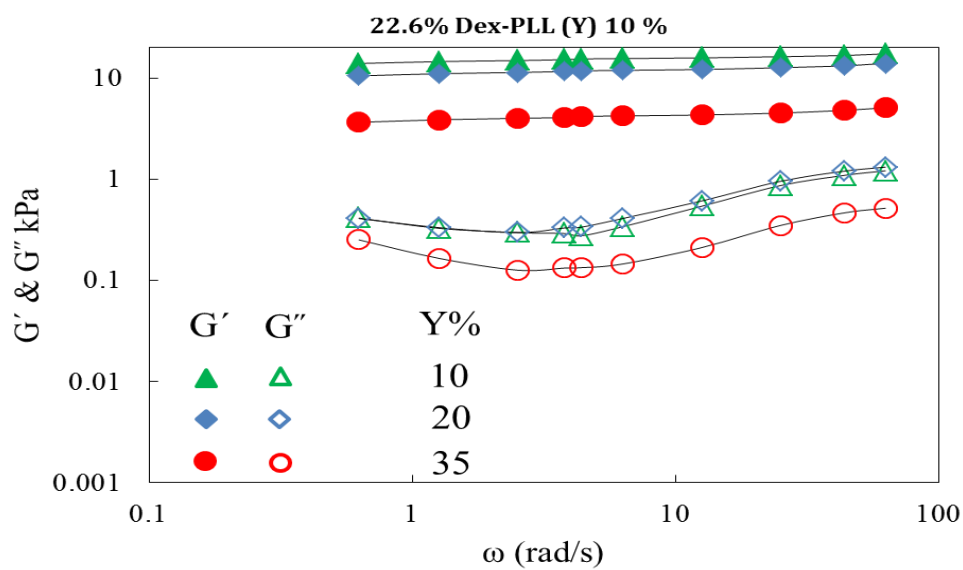 22.6% Dex-PLL (Y) 10 %
G′ & G″ kPa
10
1
0.1
0.01
0.001
G′ G″ Y%
10
20
35
0.1 1 10 100
ω (rad/s)